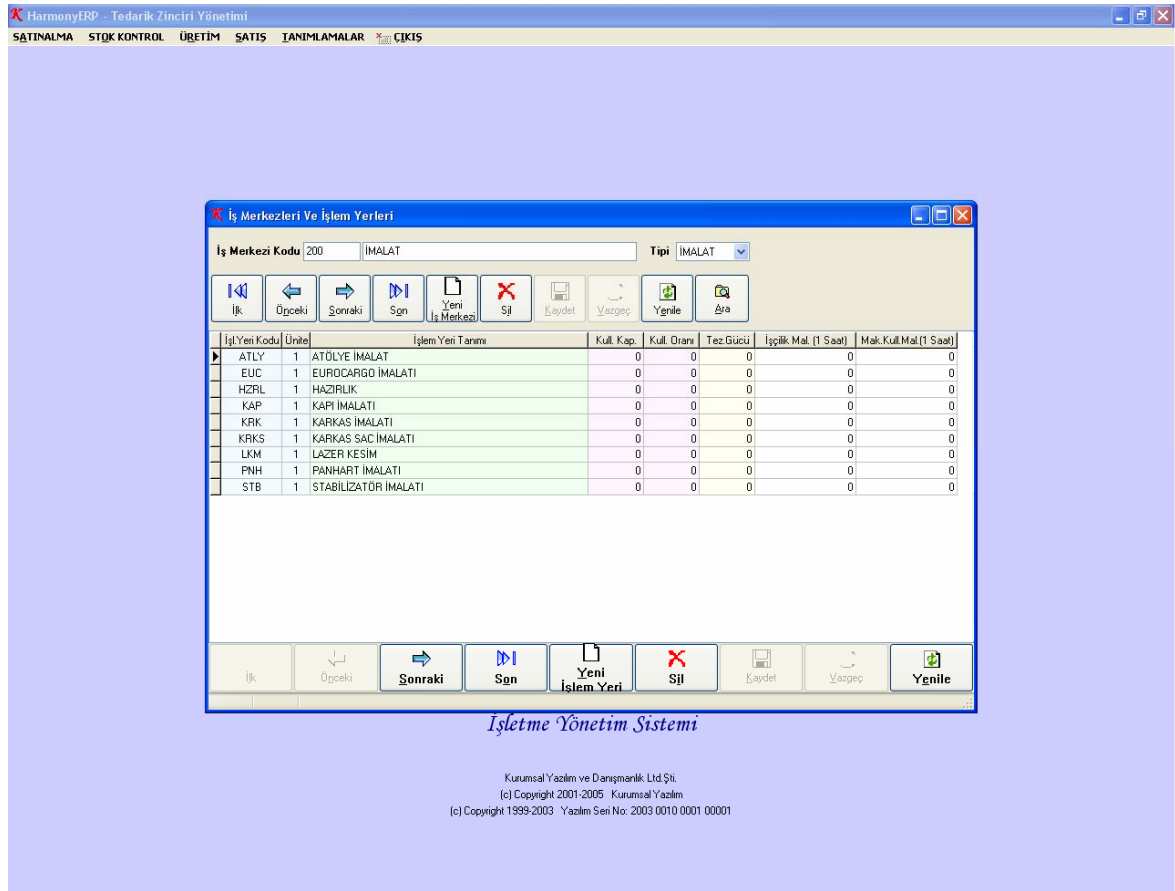 HarmonyERP - Tedarik Zinciri Yönetimi
SATINALMA STOK KONTROL ÜRETİM SATIŞ TANIMLAMALAR ÇIKIŞ
İş Merkezleri Ve İşlem Yerleri
İş Merkezi Kodu 200 İMALAT Tipi İMALAT
İlk Önceki Sonraki Son Yeni İş Merkezi Sil Kaydet Vazgeç Yenile Ara
İşl.Yeri Kodu Ünite İşlem Yeri Tanımı Kull. Kap. Kull. Oranı Tez.Gücü İşçilik Mal. (1 Saat) Mak.Kull.Mal.(1 Saat)
ATLY 1 ATÖLYE İMALAT 0 0 0 0 0
EUC 1 EUROCARGO İMALATI 0 0 0 0 0
HZRL 1 HAZIRLIK 0 0 0 0 0
KAP 1 KAPI İMALATI 0 0 0 0 0
KRK 1 KARKAS İMALATI 0 0 0 0 0
KRKS 1 KARKAS SAC İMALATI 0 0 0 0 0
LKM 1 LAZER KESİM 0 0 0 0 0
PNH 1 PANHART İMALATI 0 0 0 0 0
STB 1 STABİLİZATÖR İMALATI 0 0 0 0 0
İlk Önceki Sonraki Son Yeni İşlem Yeri Sil Kaydet Vazgeç Yenile
İşletme Yönetim Sistemi
Kurumsal Yazılım ve Danışmanlık Ltd.Şti.
(c) Copyright 2001-2005 Kurumsal Yazılım
(c) Copyright 1999-2003 Yazılım Seri No: 2003 0010 0001 00001